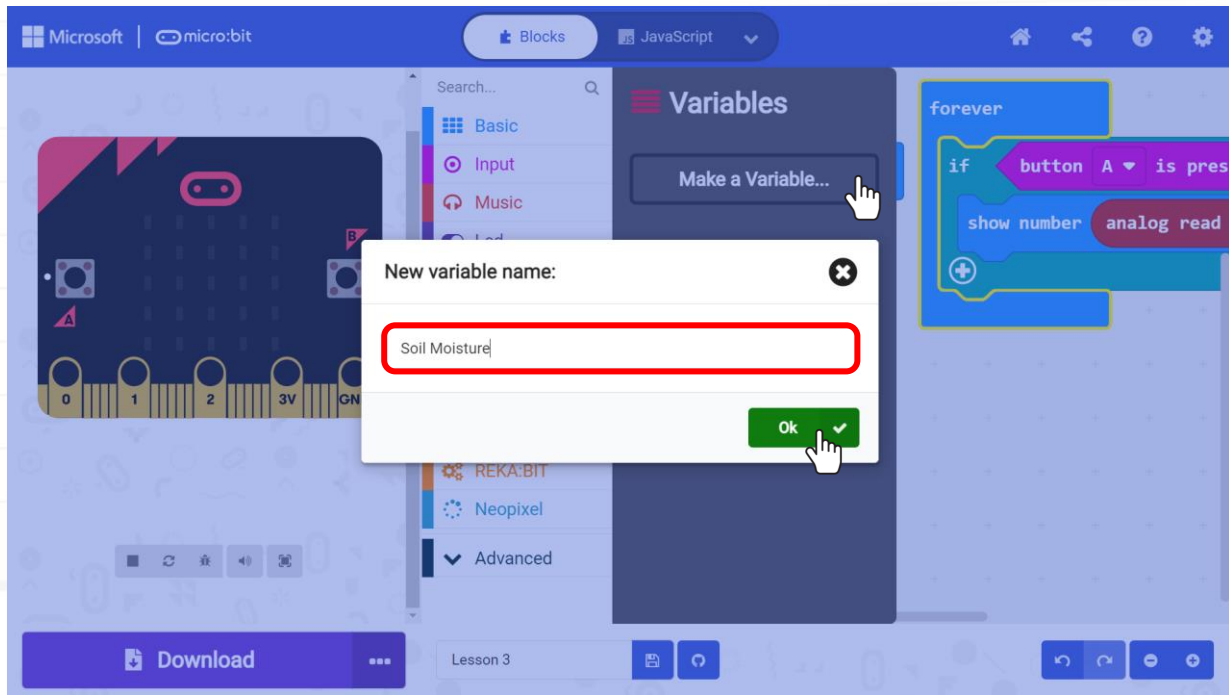 Microsoft | micro:bit
Blocks
JS JavaScript
Search...
Basic
Input
Music
Variables
Make a Variable...
forever
if button A is pres
show number analog read
B
A
0 1 2 3V GN
New variable name:
Soil Moisture
Ok
REKA:BIT
Neopixel
Advanced
Download
Lesson 3